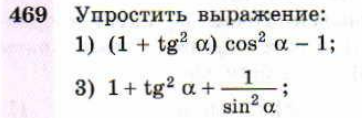 469 Упростить выражение:
1) (1 + tg² α) cos² α − 1;
3) 1 + tg² α + 1/sin² α ;